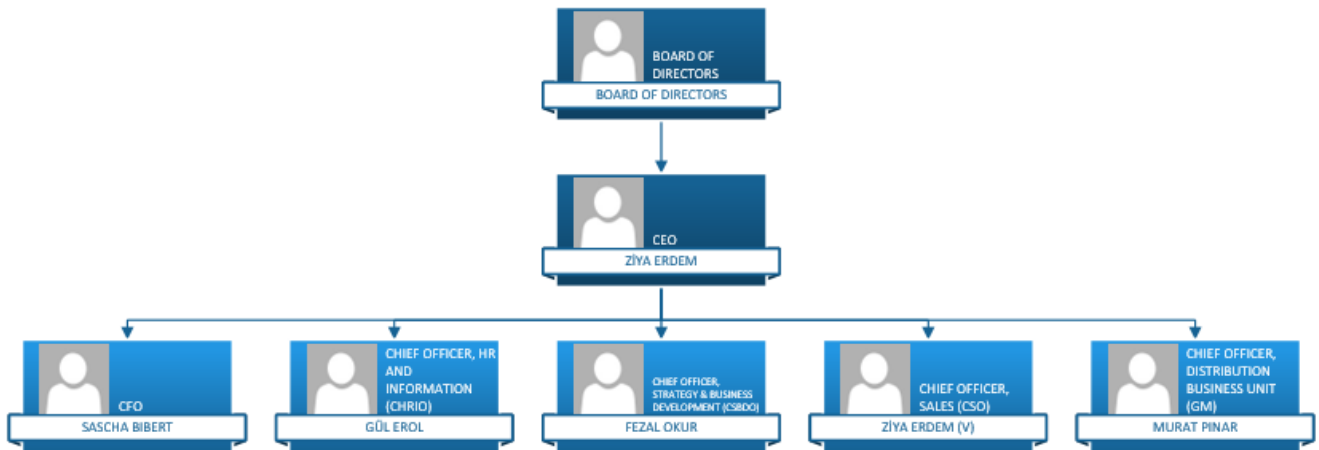 BOARD OF
DIRECTORS
BOARD OF DIRECTORS
CEO
ZİYA ERDEM
CFO
SASCHA BIBERT
CHIEF OFFICER, HR
AND
INFORMATION
(CHRIO)
GÜL EROL
CHIEF OFFICER,
STRATEGY & BUSINESS
DEVELOPMENT (CSBDO)
FEZAL OKUR
CHIEF OFFICER,
SALES (CSO)
ZİYA ERDEM (V)
CHIEF OFFICER,
DISTRIBUTION
BUSINESS UNIT
(GM)
MURAT PINAR